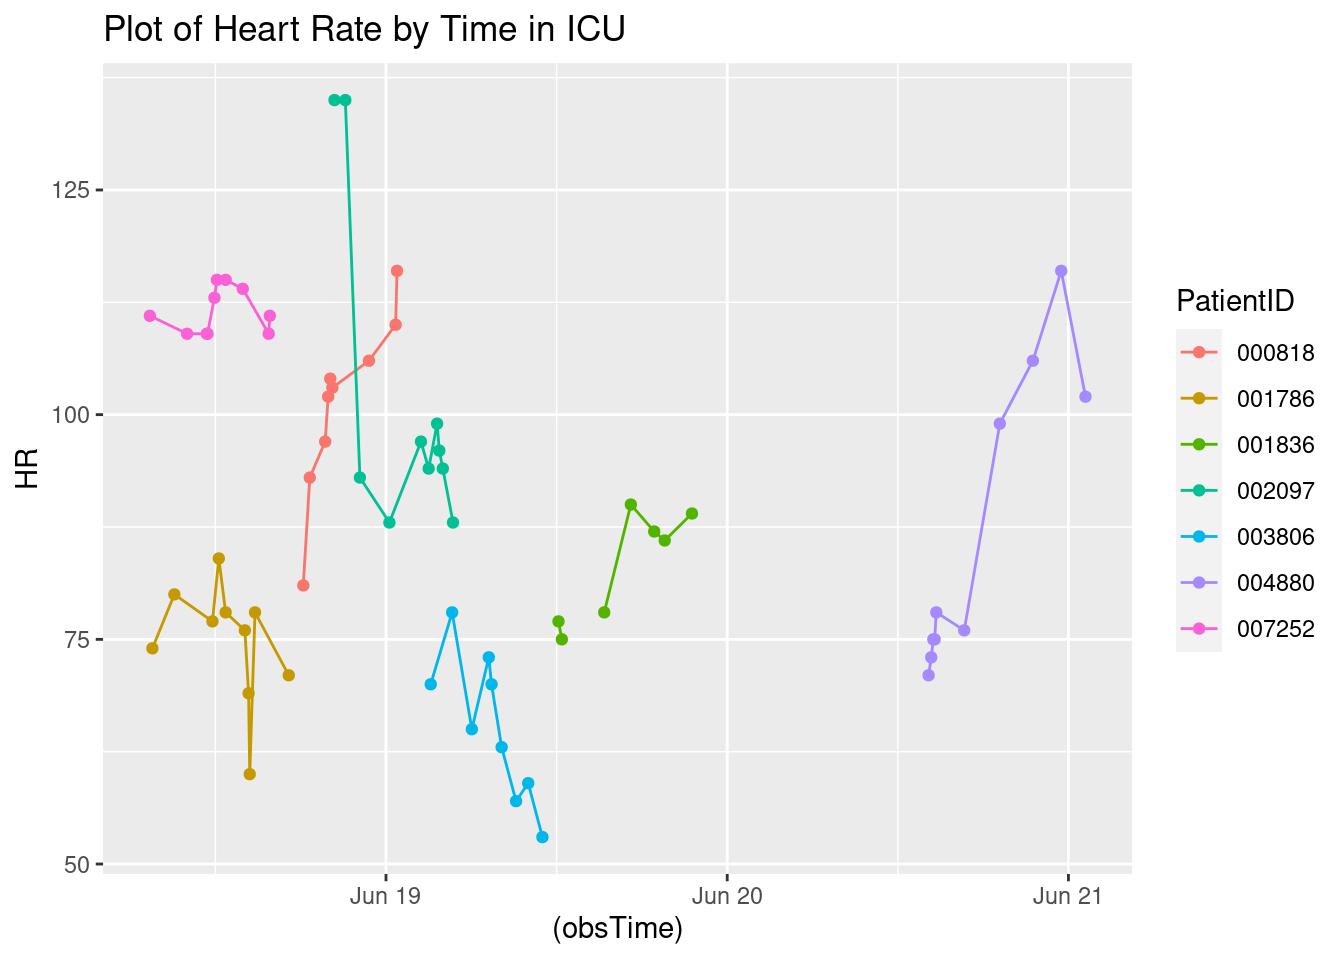 Plot of Heart Rate by Time in ICU
125
100
75
50
HR
Jun 19
Jun 20
Jun 21
(obsTime)
PatientID
000818
001786
001836
002097
003806
004880
007252